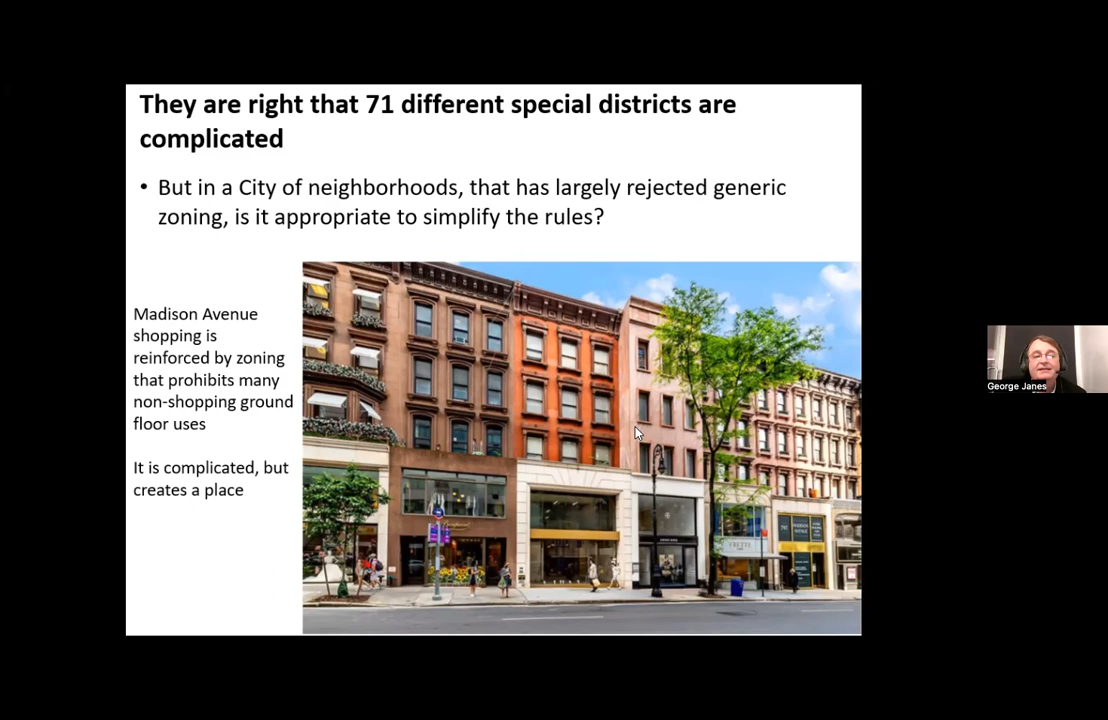 They are right that 71 different special districts are
complicated
• But in a City of neighborhoods, that has largely rejected generic
zoning, is it appropriate to simplify the rules?
Madison Avenue
shopping is
reinforced by zoning
that prohibits many
non-shopping ground
floor uses
It is complicated, but
creates a place
FRETTE
George Janes